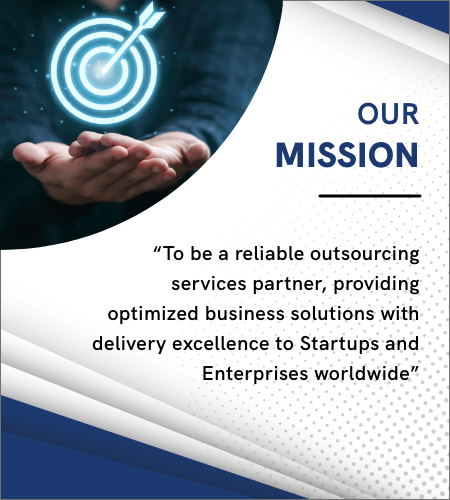 OUR
MISSION
“To be a reliable outsourcing
services partner, providing
optimized business solutions with
delivery excellence to Startups and
Enterprises worldwide”